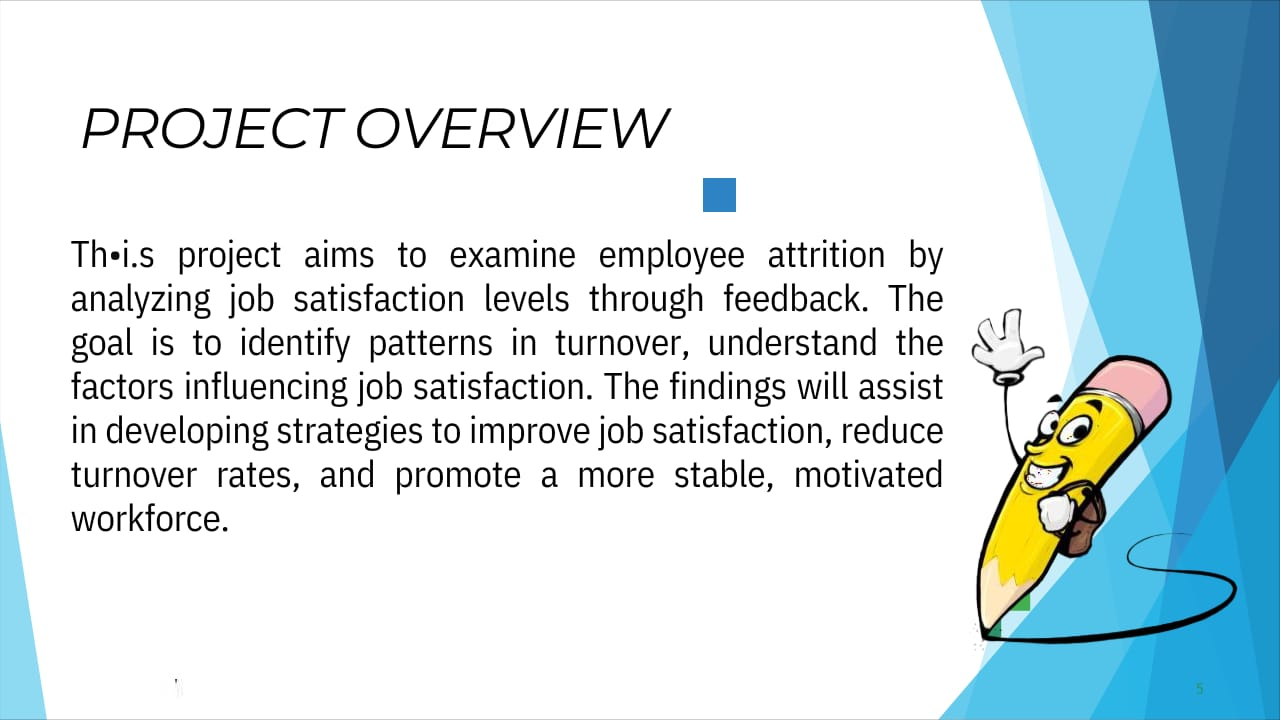 PROJECT OVERVIEW
Th•i.s project aims to examine employee attrition by
analyzing job satisfaction levels through feedback. The
goal is to identify patterns in turnover, understand the
factors influencing job satisfaction. The findings will assist
in developing strategies to improve job satisfaction, reduce
turnover rates, and promote a more stable, motivated
workforce.
5